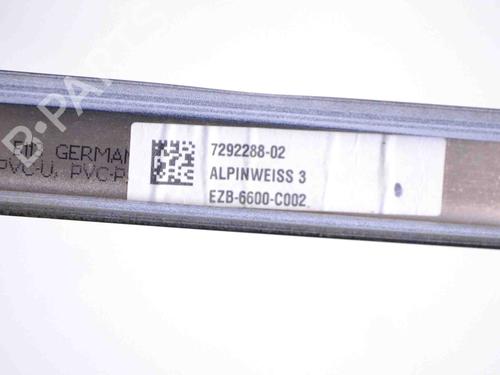 B-PARTS
GERMAN
PVC-U, PVC-P
7292288-02
ALPINWEISS 3
EZB-6600-C002